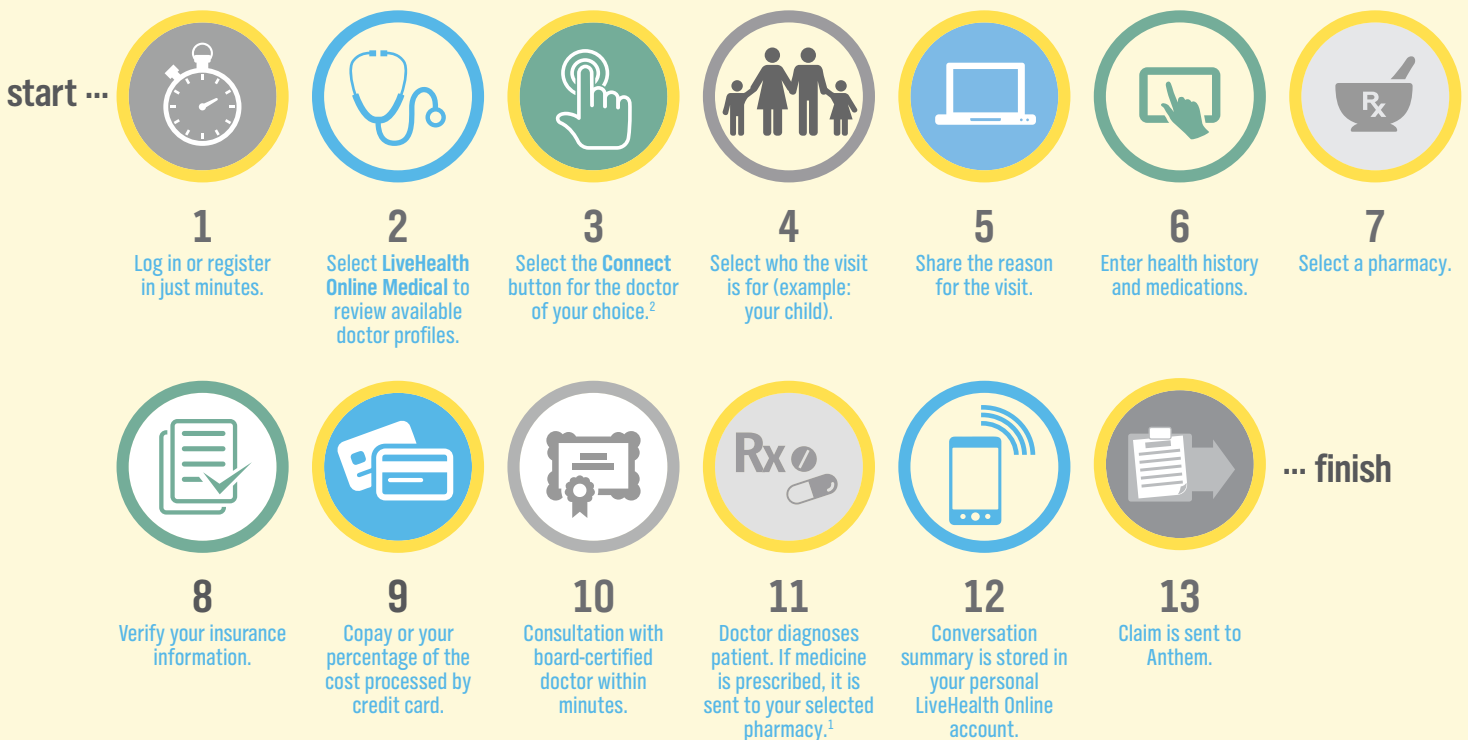 start ...
1
Log in or register
in just minutes.
2
Select LiveHealth
Online Medical to
review available
doctor profiles.
3
Select the Connect
button for the doctor
of your choice.2
4
Select who the visit
is for (example:
your child).
5
Share the reason
for the visit.
6
Enter health history
and medications.
Rx
7
Select a pharmacy.
8
Verify your insurance
information.
9
Copay or your
percentage of the
cost processed by
credit card.
10
Consultation with
board-certified
doctor within
minutes.
Rx
11
Doctor diagnoses
patient. If medicine
is prescribed, it is
sent to your selected
pharmacy.1
12
Conversation
summary is stored in
your personal
LiveHealth Online
account.
13
Claim is sent to
Anthem.
... finish